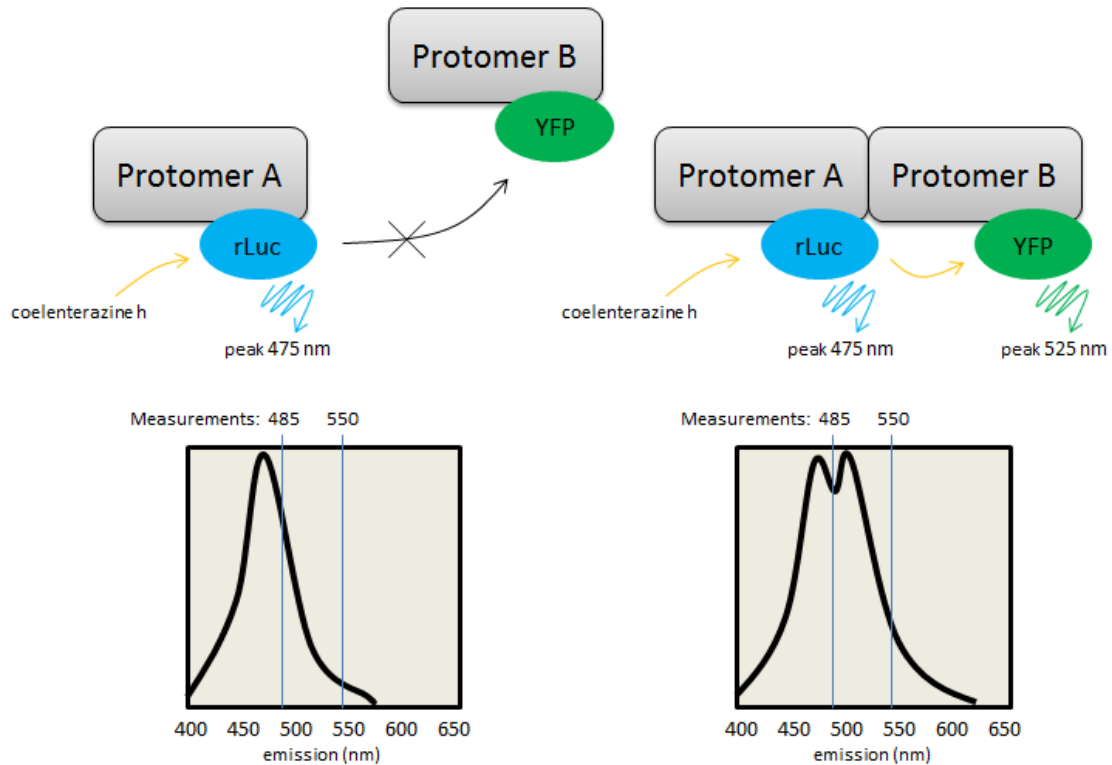 Protomer B
YFP
Protomer A
rLuc
coelenterazine h
peak 475 nm
Protomer A
Protomer B
rLuc
YFP
coelenterazine h
peak 475 nm
peak 525 nm
Measurements: 485 550
400 450 500 550 600 650
emission (nm)
Measurements: 485 550
400 450 500 550 600 650
emission (nm)